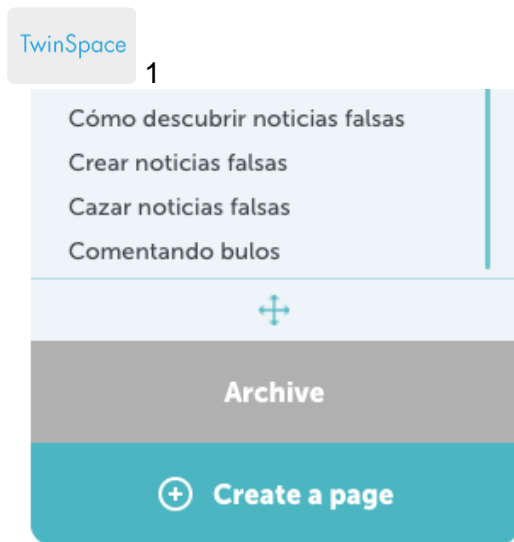 TwinSpace
1
Cómo descubrir noticias falsas
Crear noticias falsas
Cazar noticias falsas
Comentando bulos
Archive
Create a page